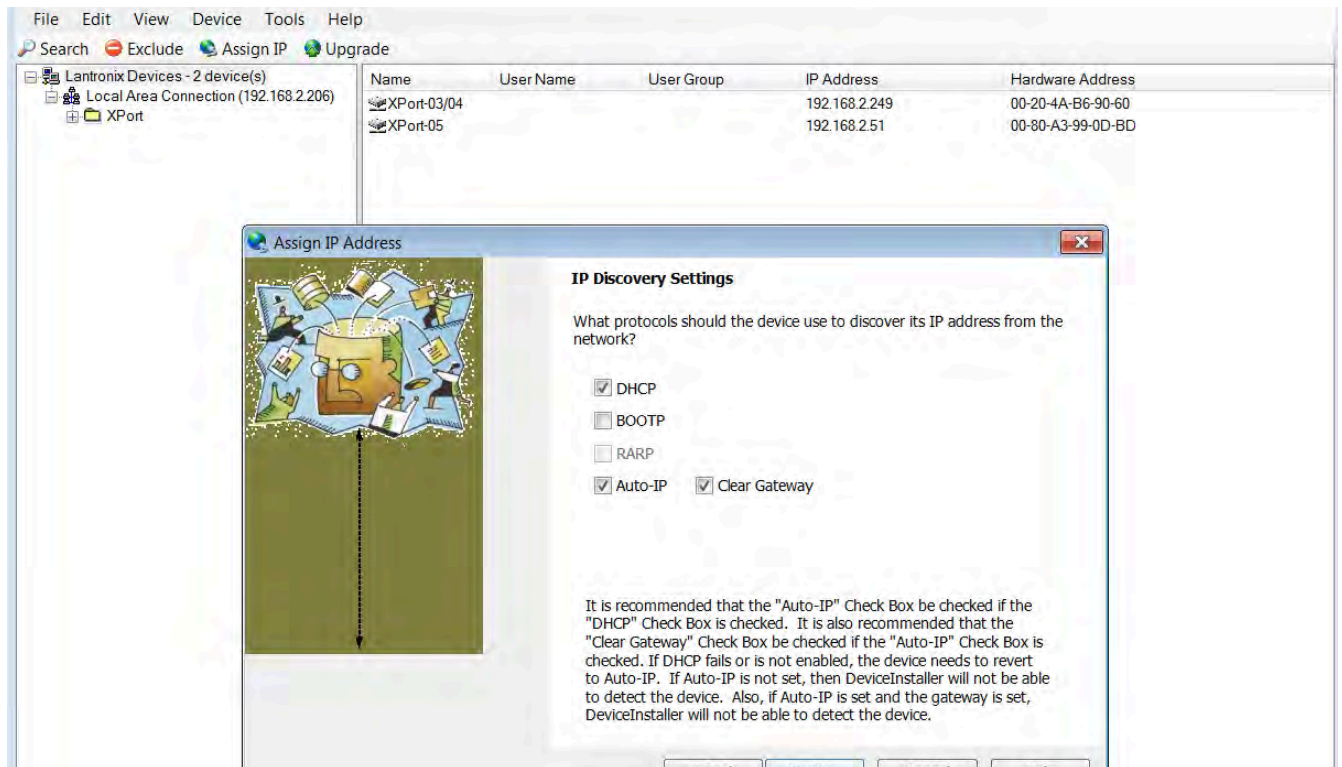 File Edit View Device Tools Help
Search Exclude Assign IP Upgrade
Lantronix Devices - 2 device(s)
Local Area Connection (192.168.2.206)
XPort
Name User Name User Group IP Address Hardware Address
XPort-03/04 192.168.2.249 00-20-4A-B6-90-60
XPort-05 192.168.2.51 00-80-A3-99-0D-BD
Assign IP Address
IP Discovery Settings
What protocols should the device use to discover its IP address from the
network?
DHCP
BOOTP
RARP
Auto-IP Clear Gateway
It is recommended that the "Auto-IP" Check Box be checked if the
"DHCP" Check Box is checked. It is also recommended that the
"Clear Gateway" Check Box be checked if the "Auto-IP" Check Box is
checked. If DHCP fails or is not enabled, the device needs to revert
to Auto-IP. If Auto-IP is not set, then DeviceInstaller will not be able
to detect the device. Also, if Auto-IP is set and the gateway is set,
DeviceInstaller will not be able to detect the device.